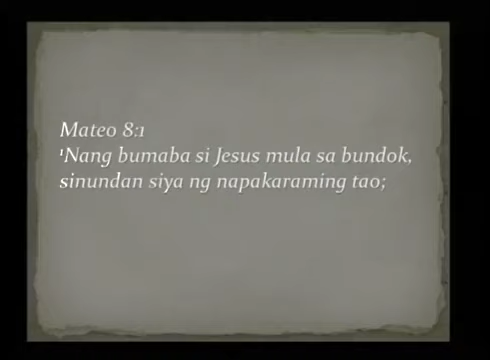 Mateo 8:1
¹Nang bumaba si Jesus mula sa bundok,
sinundan siya ng napakaraming tao;